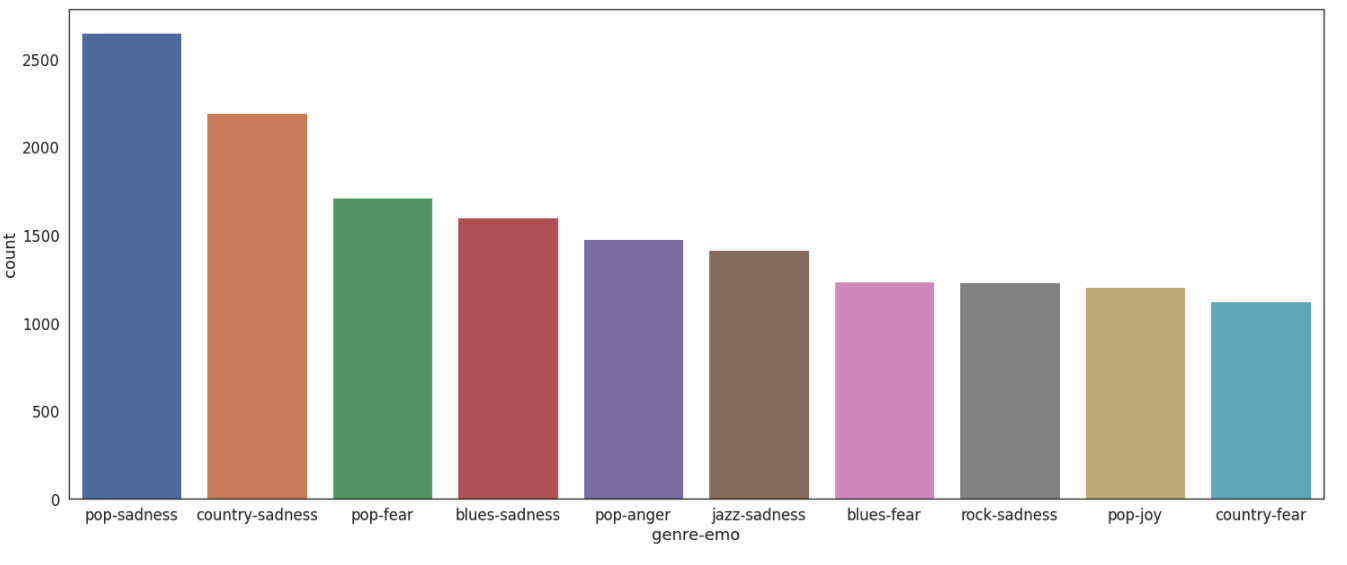 2500
2000
1500
1000
500
0
count
pop-sadness country-sadness pop-fear blues-sadness pop-anger jazz-sadness blues-fear rock-sadness pop-joy country-fear
genre-emo